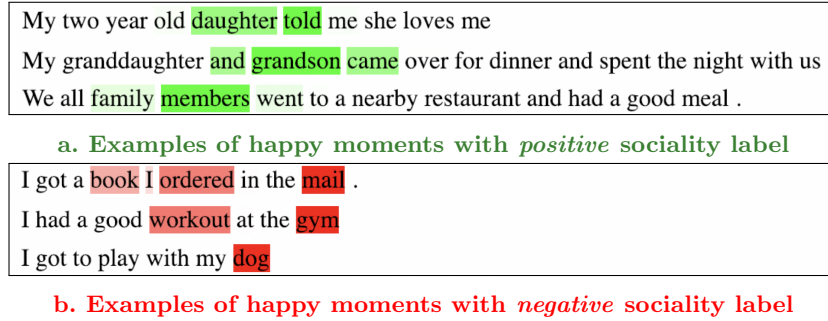 My two year old daughter told me she loves me
My granddaughter and grandson came over for dinner and spent the night with us
We all family members went to a nearby restaurant and had a good meal .
a. Examples of happy moments with positive sociality label
I got a book I ordered in the mail .
I had a good workout at the gym
I got to play with my dog
b. Examples of happy moments with negative sociality label